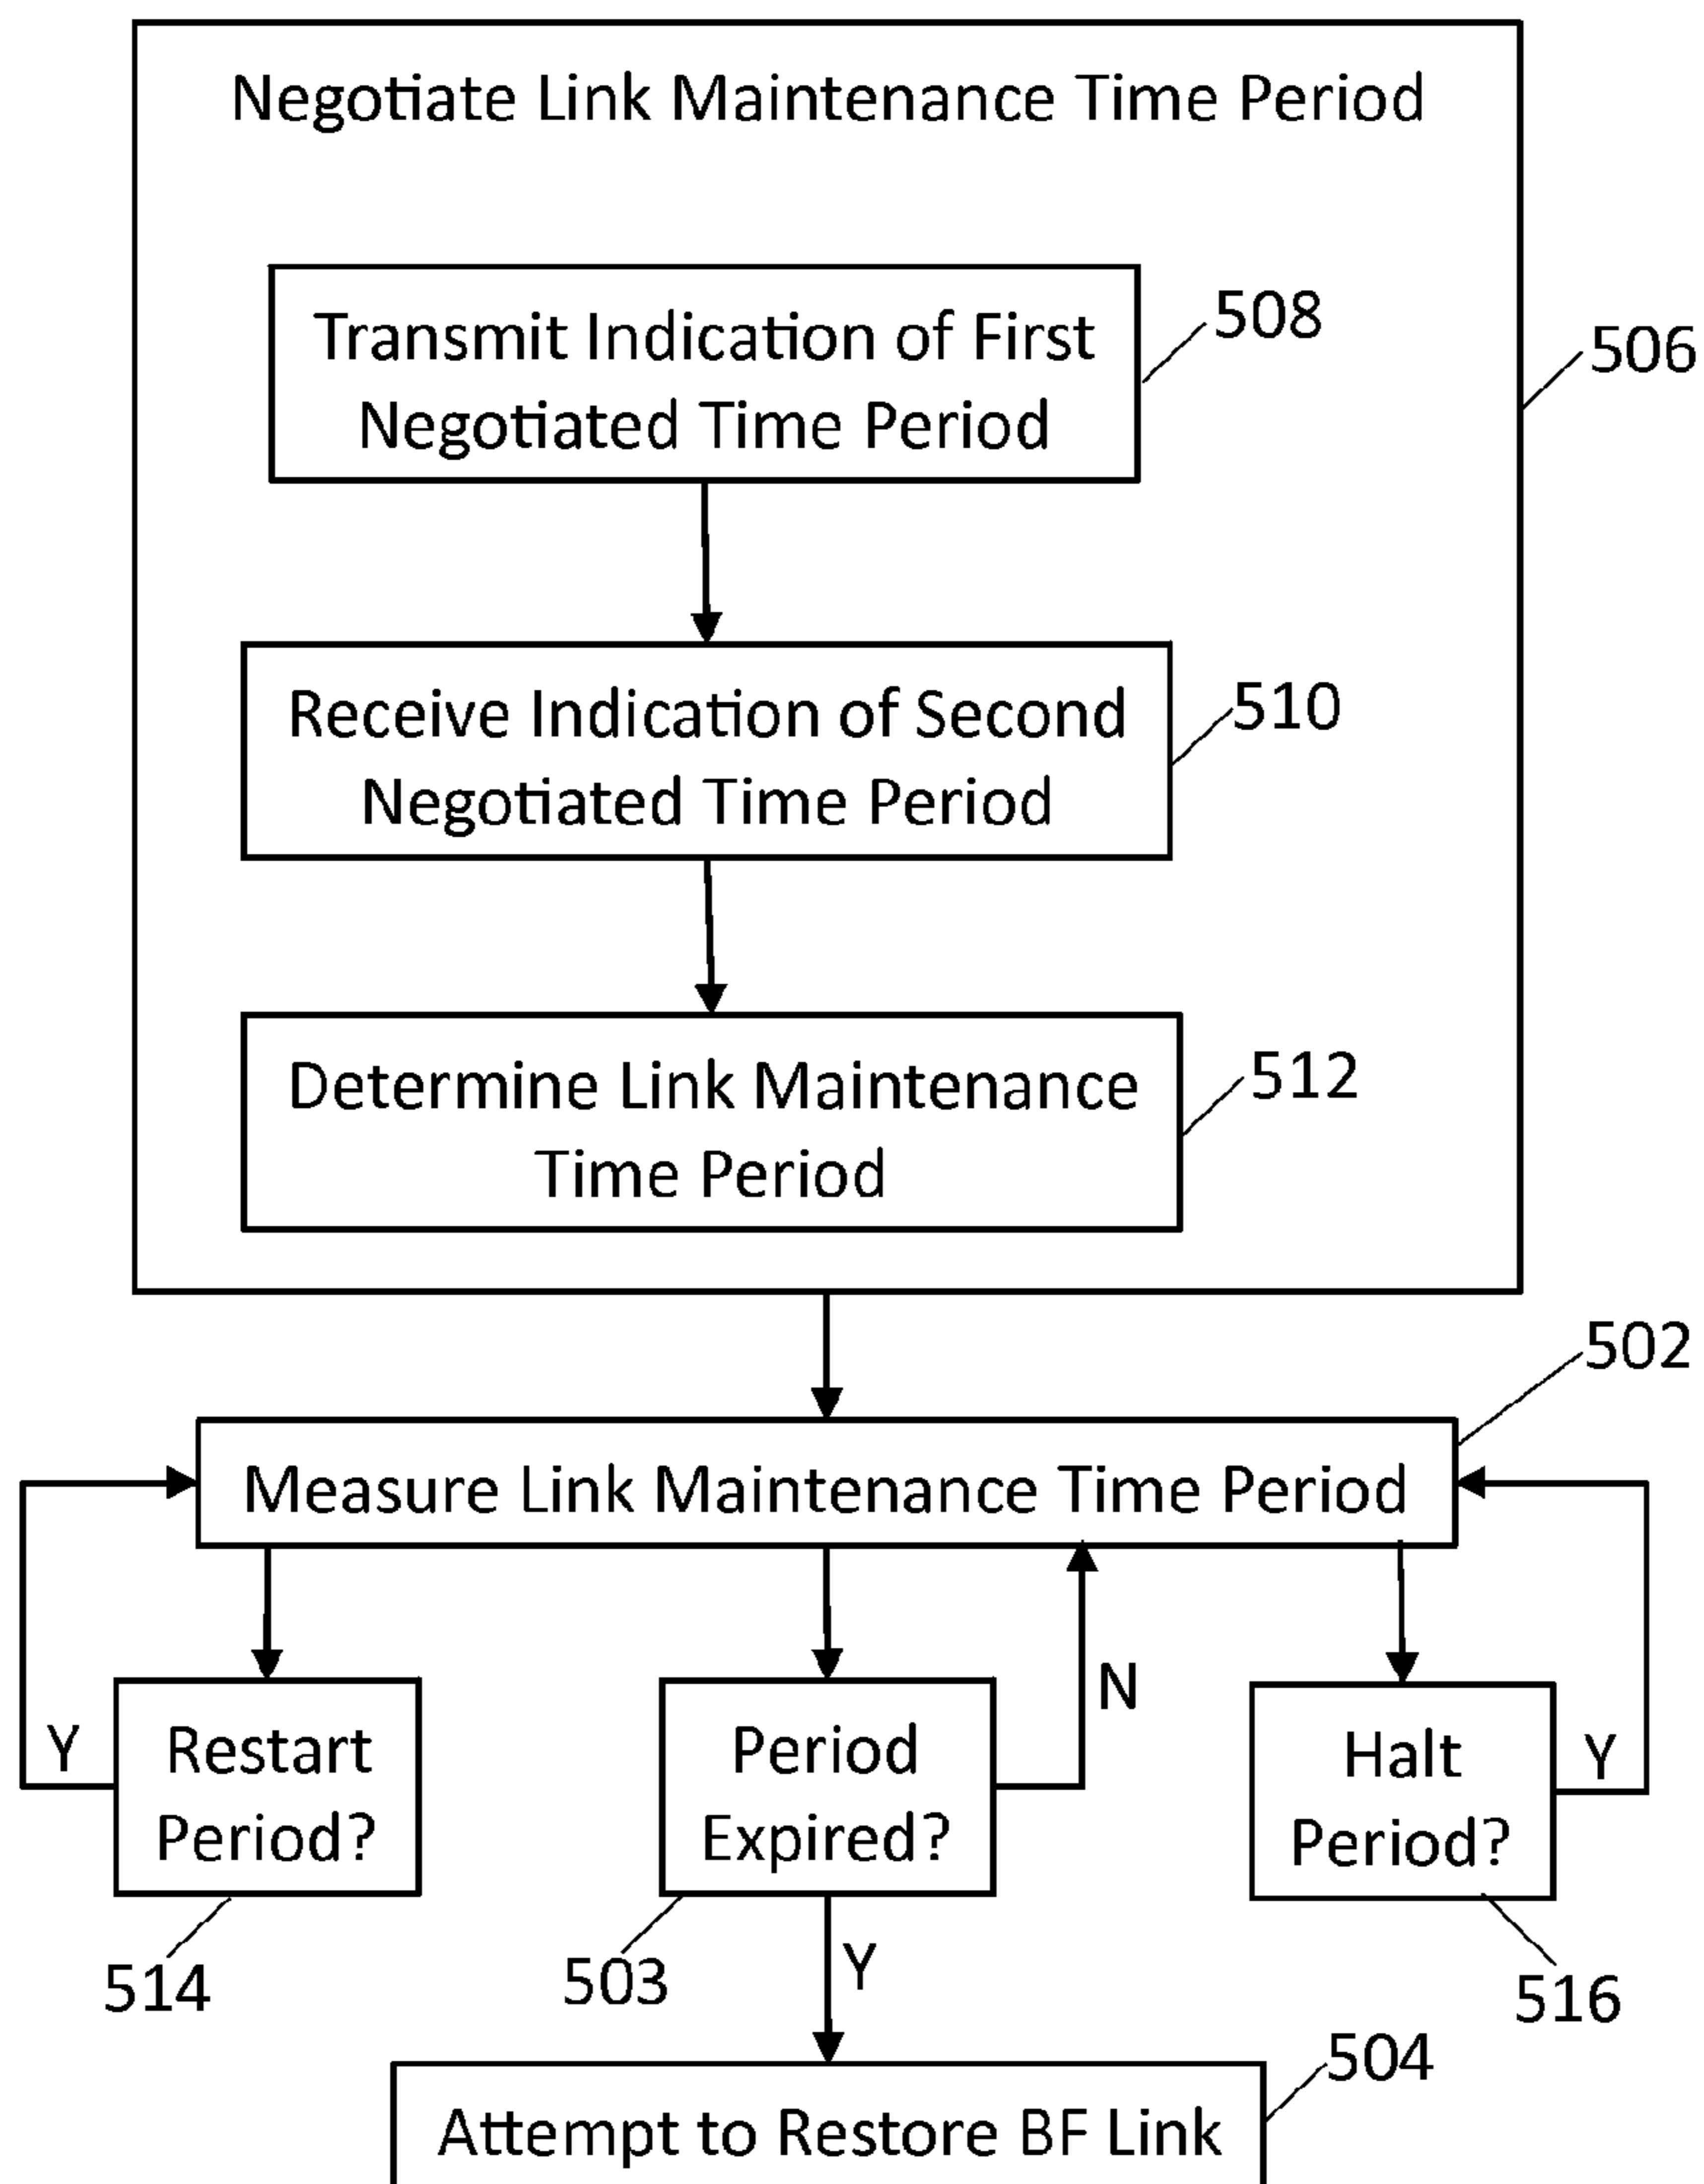 Negotiate Link Maintenance Time Period
Transmit Indication of First
Negotiated Time Period
508
506
Receive Indication of Second
Negotiated Time Period
510
Determine Link Maintenance
Time Period
512
502
Measure Link Maintenance Time Period
Y
Restart
Period?
Period
Expired?
N
Halt
Period?
Y
514
503
Y
516
504
Attempt to Restore BF Link